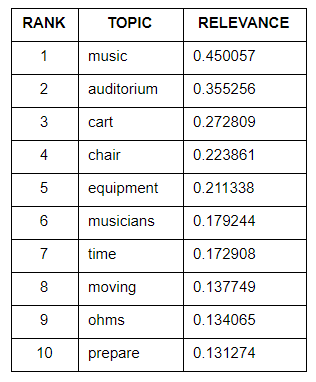 RANK TOPIC RELEVANCE
1 music 0.450057
2 auditorium 0.355256
3 cart 0.272809
4 chair 0.223861
5 equipment 0.211338
6 musicians 0.179244
7 time 0.172908
8 moving 0.137749
9 ohms 0.134065
10 prepare 0.131274